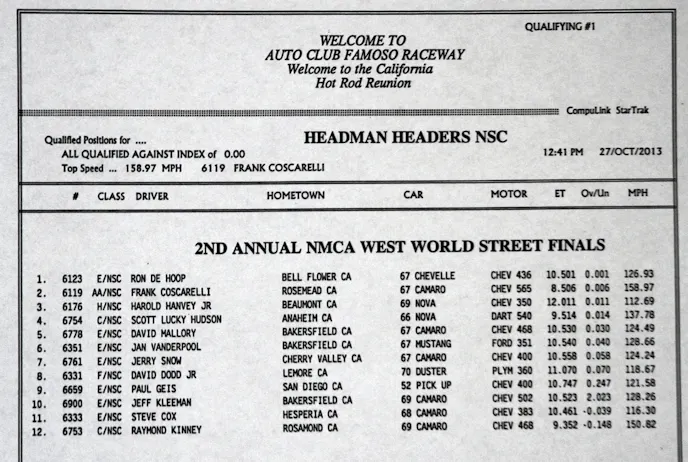 QUALIFYING #1
WELCOME TO
AUTO CLUB FAMOSO RACEWAY
Welcome to the California
Hot Rod Reunion
CompuLink StarTrak
Qualified Positions for .... HEADMAN HEADERS NSC
ALL QUALIFIED AGAINST INDEX of 0.00 12:41 PM 27/OCT/2013
Top Speed ... 158.97 MPH 6119 FRANK COSCARELLI
# CLASS DRIVER HOMETOWN CAR MOTOR ET Ov/Un MPH
2ND ANNUAL NMCA WEST WORLD STREET FINALS
1. 6123 E/NSC RON DE HOOP BELL FLOWER CA 67 CHEVELLE CHEV 436 10.501 0.001 126.93
2. 6119 AA/NSC FRANK COSCARELLI ROSEMEAD CA 67 CAMARO CHEV 565 8.506 0.006 158.97
3. 6176 H/NSC HAROLD HANVEY JR BEAUMONT CA 69 NOVA CHEV 350 12.011 0.011 112.69
4. 6754 C/NSC SCOTT LUCKY HUDSON ANAHEIM CA 66 NOVA DART 540 9.514 0.014 137.78
5. 6778 E/NSC DAVID MALLORY BAKERSFIELD CA 67 CAMARO CHEV 468 10.530 0.030 124.49
6. 6351 E/NSC JAN VANDERPOOL BAKERSFIELD CA 67 MUSTANG FORD 351 10.540 0.040 128.66
7. 6761 E/NSC JERRY SNOW CHERRY VALLEY CA 67 CAMARO CHEV 400 10.558 0.058 124.24
8. 6331 F/NSC DAVID DODD JR LEMORE CA 70 DUSTER PLYM 360 11.070 0.070 118.67
9. 6659 E/NSC PAUL GEIS SAN DIEGO CA 52 PICK UP CHEV 400 10.747 0.247 121.58
10. 6900 E/NSC JEFF KLEEMAN BAKERSFIELD CA 69 CAMARO CHEV 502 10.523 2.023 128.26
11. 6333 E/NSC STEVE COX HESPERIA CA 68 CAMARO CHEV 383 10.461 -0.039 116.30
12. 6753 C/NSC RAYMOND KINNEY ROSAMOND CA 69 CAMARO CHEV 468 9.352 -0.148 150.82